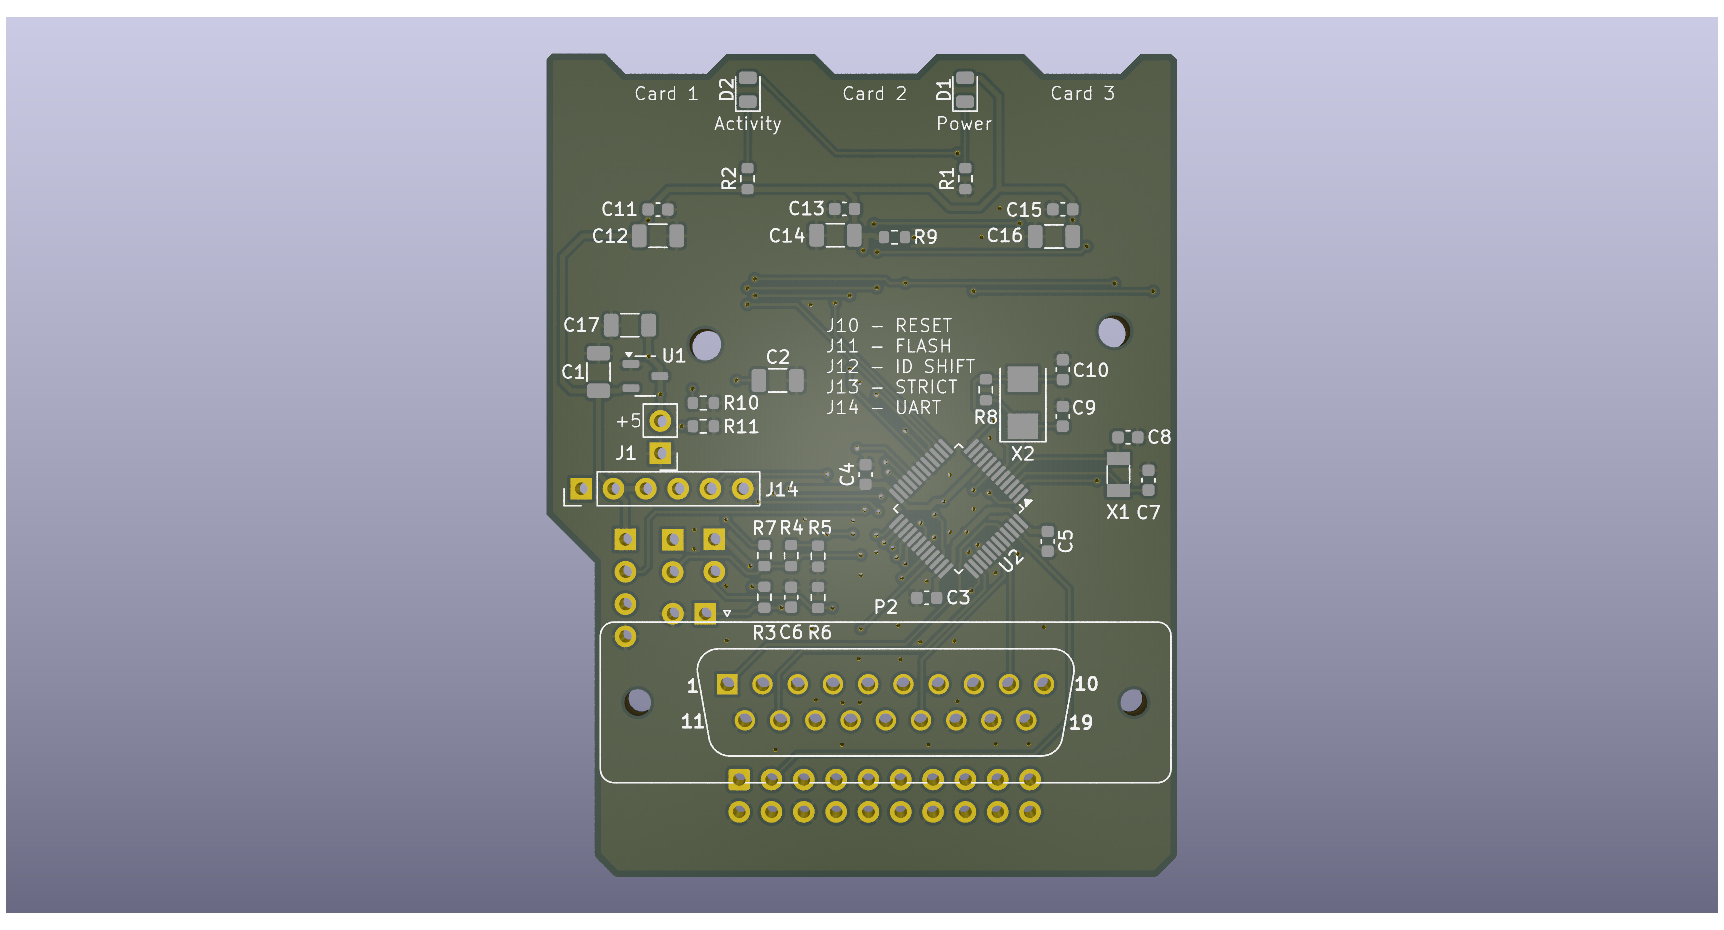 D2
Card 1
Card 2
D1
Card 3
Activity
Power
R2
R1
C11
C13
C15
C12
C14
R9
C16
C17
J10 - RESET
J11 - FLASH
J12 - ID SHIFT
J13 - STRICT
J14 - UART
U1
C2
C1
C10
R10
R8
C9
+5
R11
X2
C8
J1
C4
J14
X1
C7
R7
R4
R5
C5
U2
P2
C3
R3
C6
R6
1
10
11
19